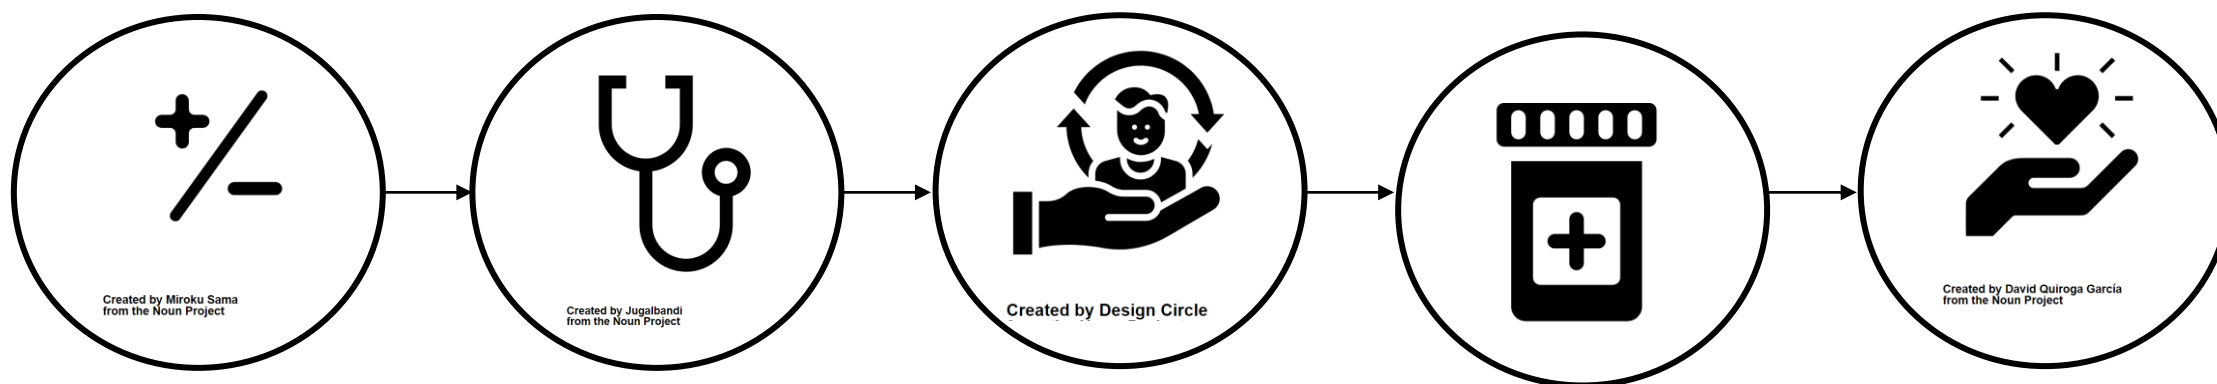 Created by Miroku Sama
from the Noun Project
Created by Jugalbandi
from the Noun Project
Created by Design Circle
Created by David Quiroga García
from the Noun Project